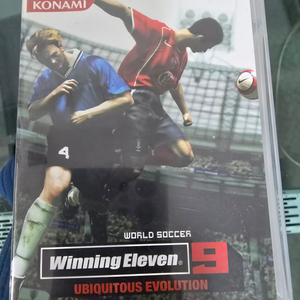 KONAMI
4
WORLD SOCCER
Winning Eleven 9
UBIQUITOUS EVOLUTION